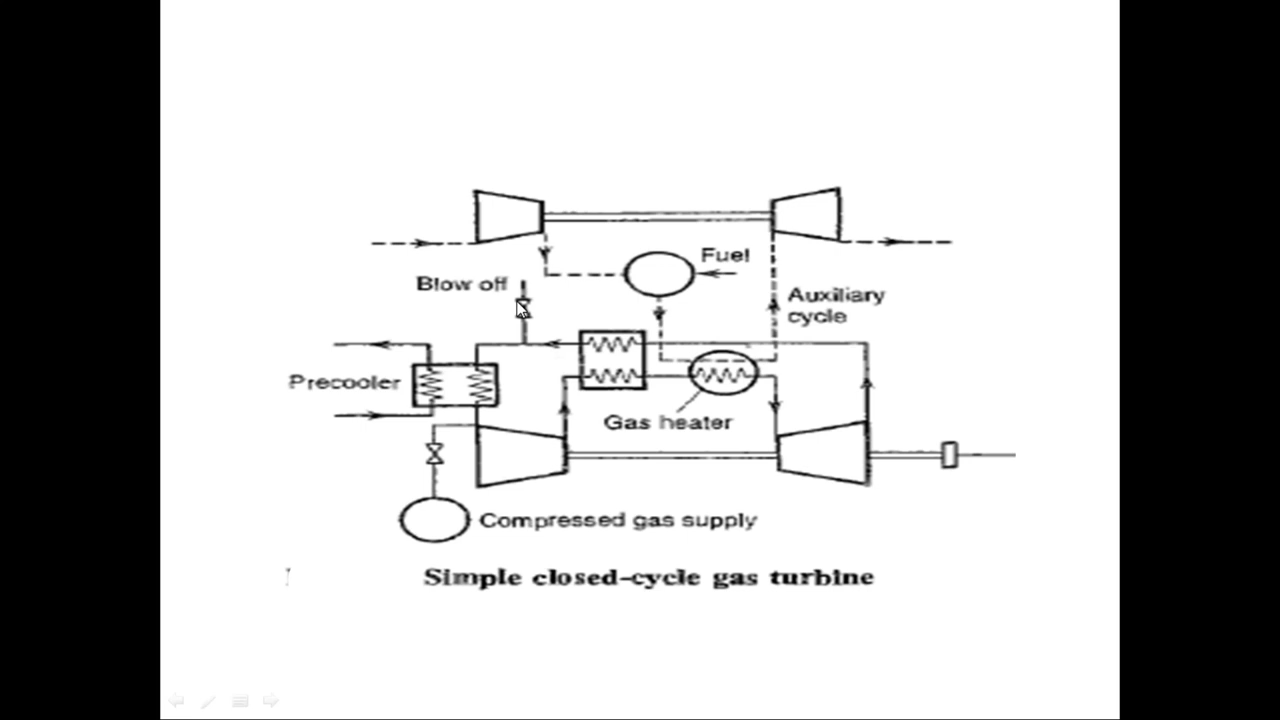 Fuel
Blow off
Auxiliary
cycle
Precooler
Gas heater
Compressed gas supply
Simple closed-cycle gas turbine